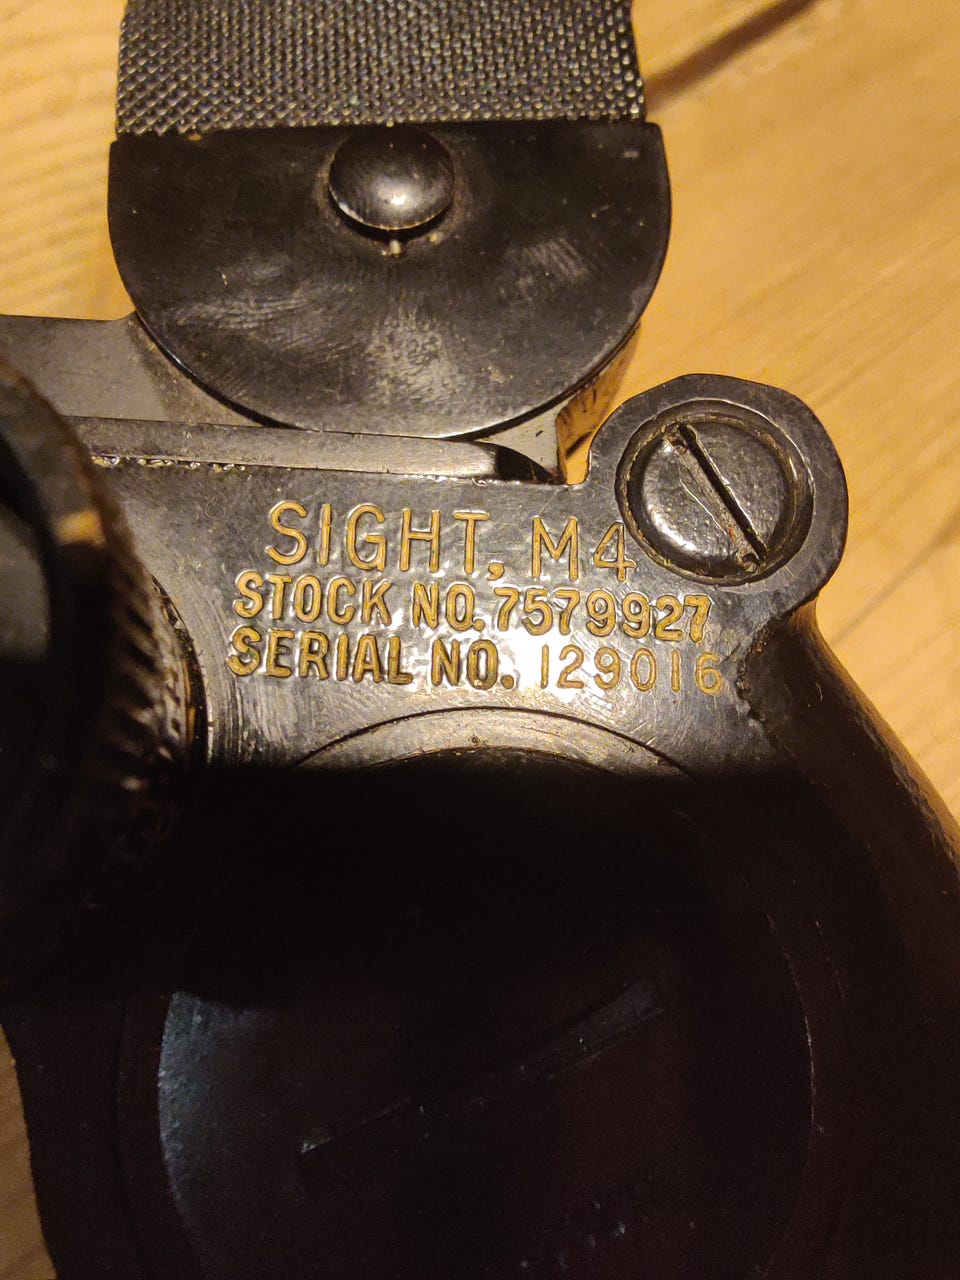 SIGHT, M4
STOCK NO. 7579927
SERIAL NO. 129016